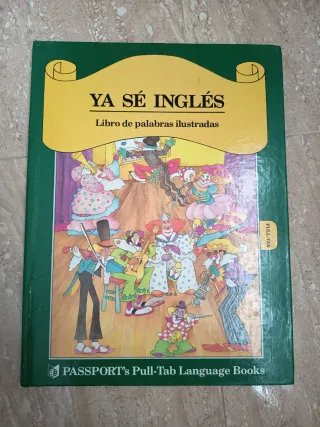 YA SÉ INGLÉS
Libro de palabras ilustradas
PULL-TAB
PASSPORT's Pull-Tab Language Books